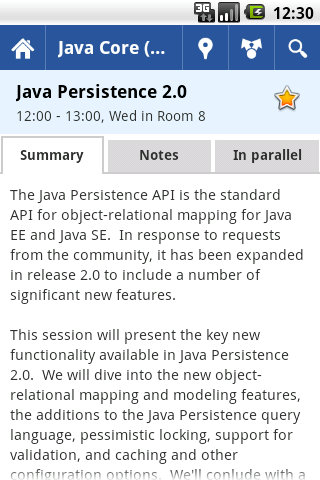 3G 12:30
Java Core (...
Java Persistence 2.0
12:00 - 13:00, Wed in Room 8
Summary Notes In parallel
The Java Persistence API is the standard
API for object-relational mapping for Java
EE and Java SE.  In response to requests
from the community, it has been expanded
in release 2.0 to include a number of
significant new features.
This session will present the key new
functionality available in Java Persistence
2.0.  We will dive into the new object-
relational mapping and modeling features,
the additions to the Java Persistence query
language, pessimistic locking, support for
validation, and caching and other
configuration options.  We'll conlude with a